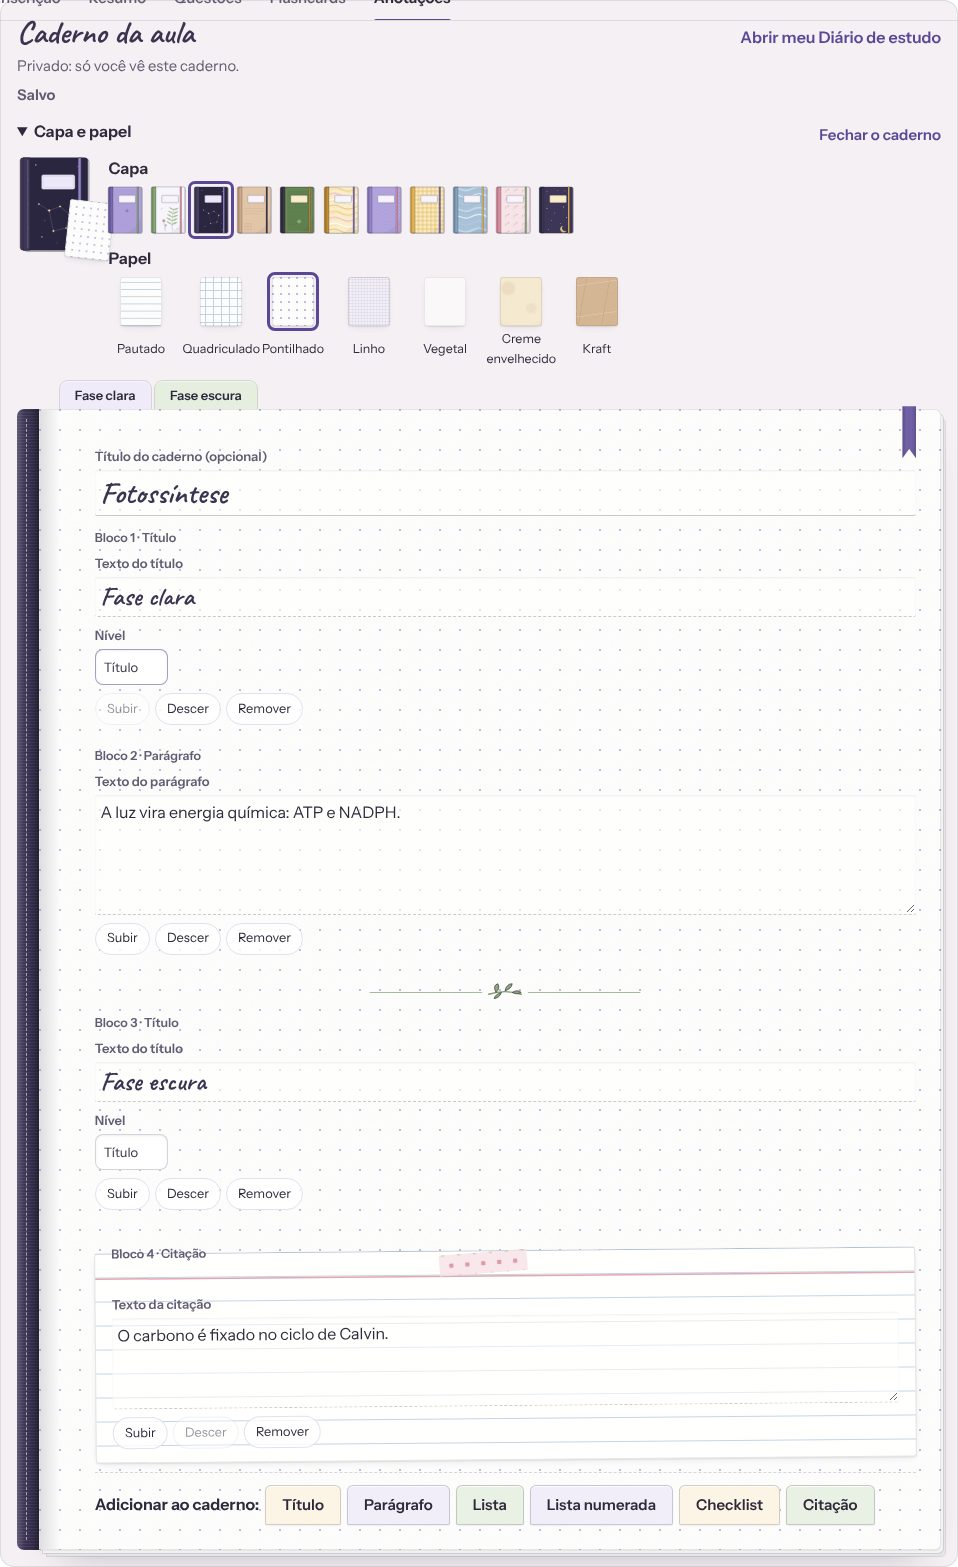 Resumo Questões Flashcards Anotações
Caderno da aula
Abrir meu Diário de estudo
Privado: só você vê este caderno.
Salvo
▼ Capa e papel
Fechar o caderno
Capa
Papel
Pautado Quadriculado Pontilhado Linho Vegetal Creme envelhecido Kraft
Fase clara Fase escura
Título do caderno (opcional)
Fotossíntese
Bloco 1 · Título
Texto do título
Fase clara
Nível
Título
Subir Descer Remover
Bloco 2 · Parágrafo
Texto do parágrafo
A luz vira energia química: ATP e NADPH.
Subir Descer Remover
Bloco 3 · Título
Texto do título
Fase escura
Nível
Título
Subir Descer Remover
Bloco 4 · Citação
Texto da citação
O carbono é fixado no ciclo de Calvin.
Subir Descer Remover
Adicionar ao caderno: Título Parágrafo Lista Lista numerada Checklist Citação